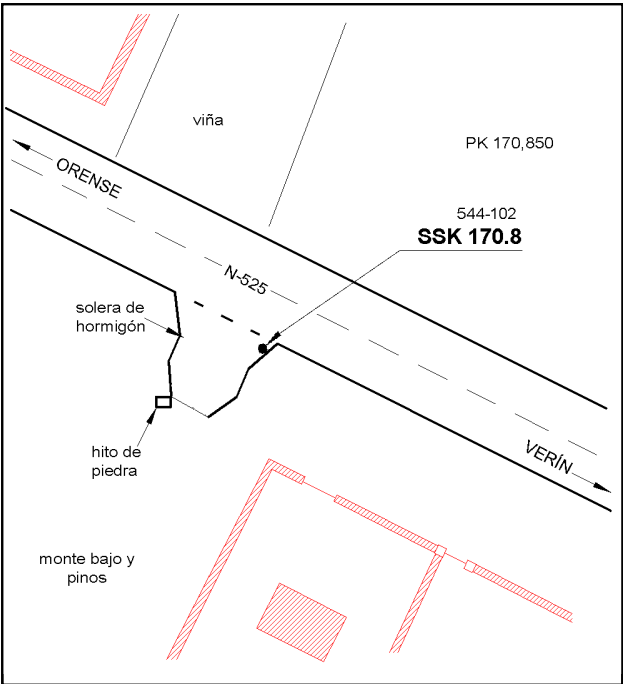 viña
PK 170,850
ORENSE
544-102
SSK 170.8
N-525
solera de
hormigón
hito de
piedra
VERÍN
monte bajo y
pinos